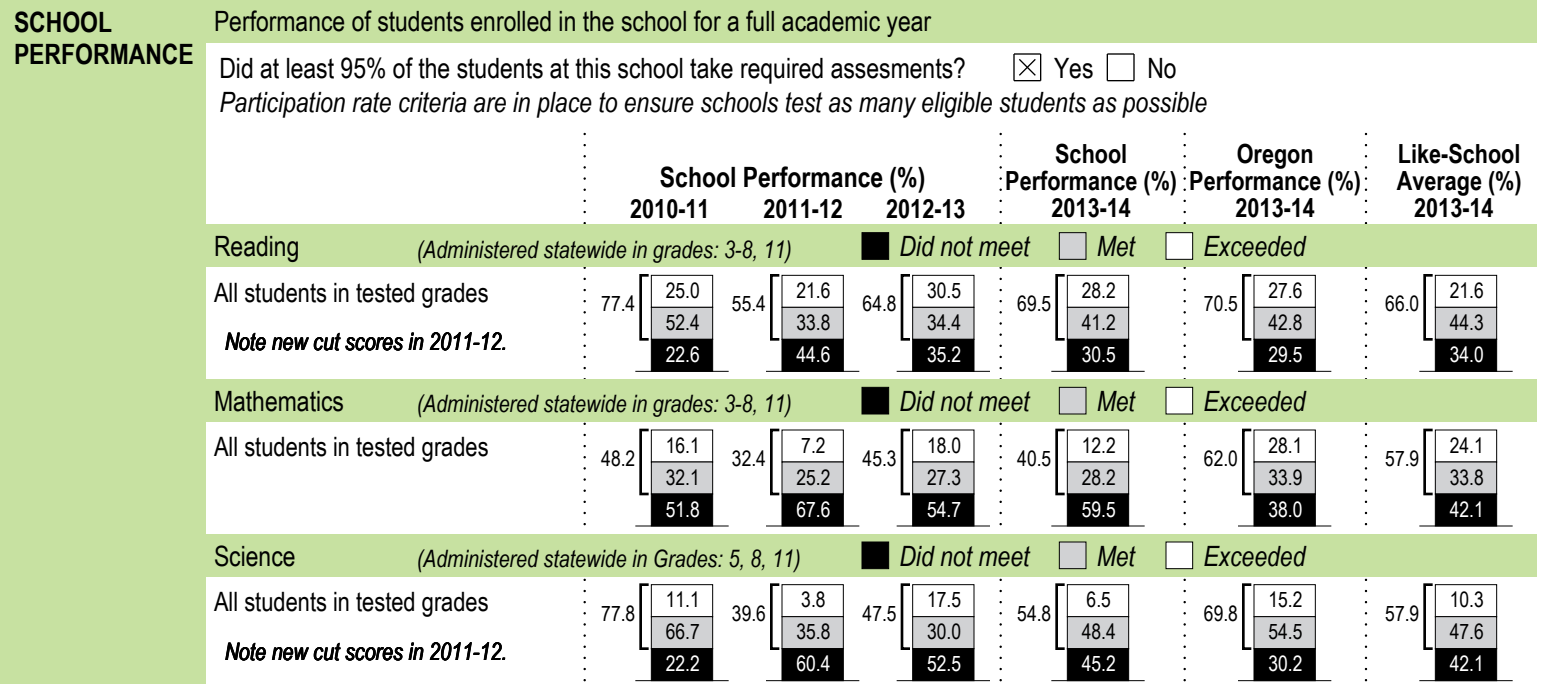 SCHOOL PERFORMANCE
Performance of students enrolled in the school for a full academic year
Did at least 95% of the students at this school take required assesments? Yes No
Participation rate criteria are in place to ensure schools test as many eligible students as possible
School Performance (%) School Performance (%) Oregon Performance (%) Like-School Average (%)
2010-11 2011-12 2012-13 2013-14 2013-14 2013-14
Reading (Administered statewide in grades: 3-8, 11) Did not meet Met Exceeded
All students in tested grades
Note new cut scores in 2011-12.
77.4 55.4 64.8 69.5 70.5 66.0
25.0 21.6 30.5 28.2 27.6 21.6
52.4 33.8 34.4 41.2 42.8 44.3
22.6 44.6 35.2 30.5 29.5 34.0
Mathematics (Administered statewide in grades: 3-8, 11) Did not meet Met Exceeded
All students in tested grades
48.2 32.4 45.3 40.5 62.0 57.9
16.1 7.2 18.0 12.2 28.1 24.1
32.1 25.2 27.3 28.2 33.9 33.8
51.8 67.6 54.7 59.5 38.0 42.1
Science (Administered statewide in Grades: 5, 8, 11) Did not meet Met Exceeded
All students in tested grades
Note new cut scores in 2011-12.
77.8 39.6 47.5 54.8 69.8 57.9
11.1 3.8 17.5 6.5 15.2 10.3
66.7 35.8 30.0 48.4 54.5 47.6
22.2 60.4 52.5 45.2 30.2 42.1